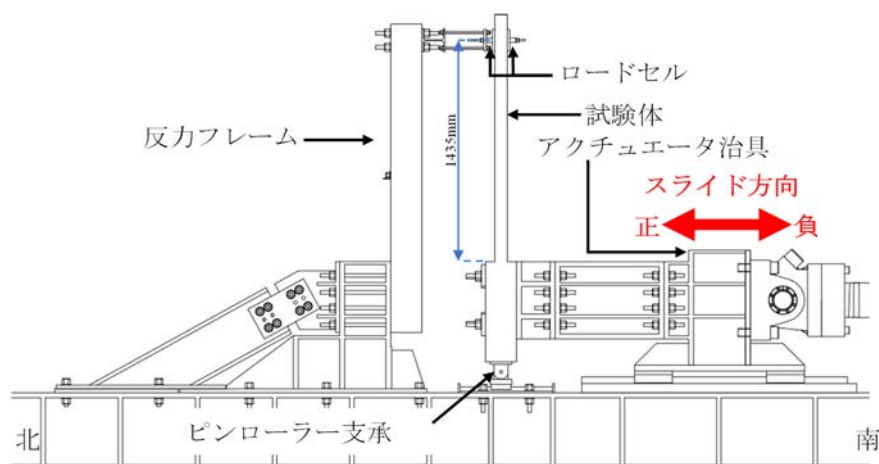 ロードセル
試験体
反力フレーム
アクチュエータ治具
1435mm
スライド方向
正
負
ピンローラー支承
北
南